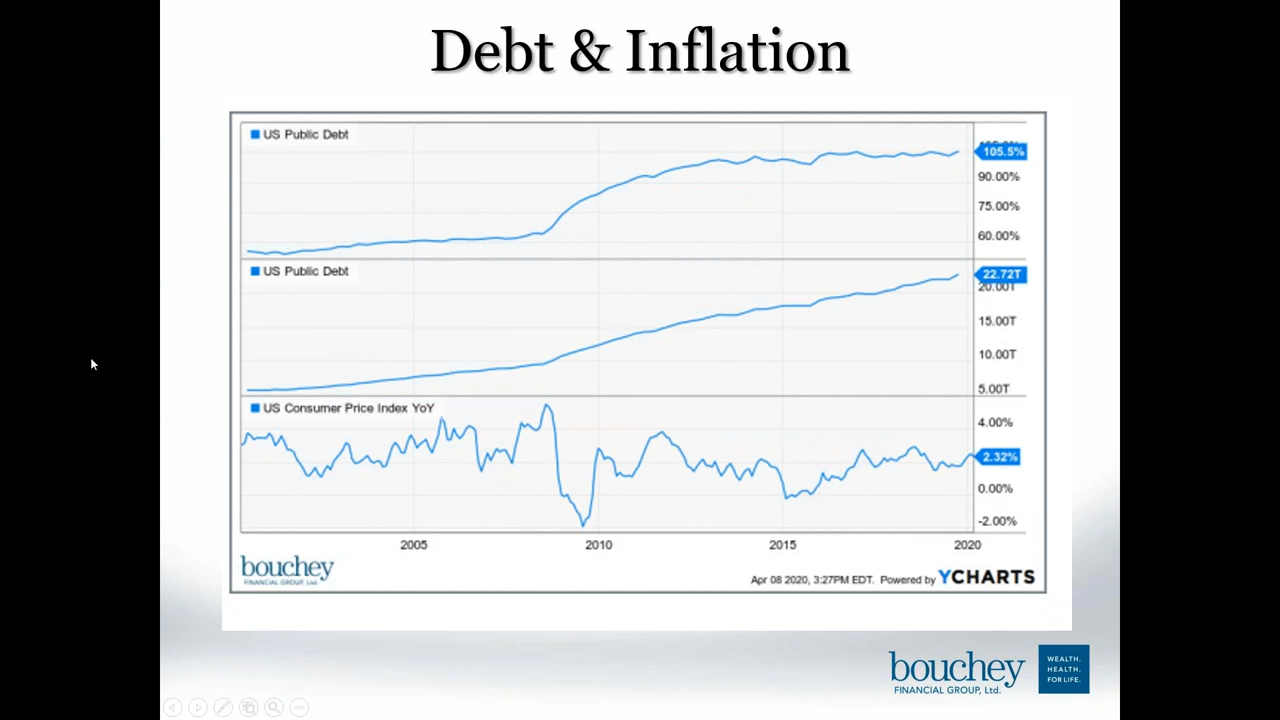 Debt & Inflation
US Public Debt
105.5%
90.00%
75.00%
60.00%
US Public Debt
22.72T
20.00T
15.00T
10.00T
5.00T
US Consumer Price Index YoY
4.00%
2.32%
0.00%
-2.00%
2005 2010 2015 2020
bouchey
FINANCIAL GROUP, Ltd.
Apr 08 2020, 3:27PM EDT. Powered by YCHARTS
bouchey
FINANCIAL GROUP, Ltd.
WEALTH.
HEALTH.
FOR LIFE.